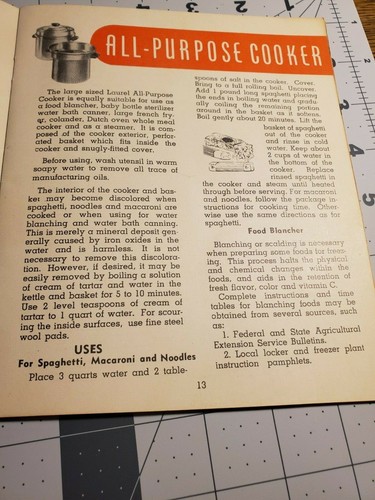 ALL-PURPOSE COOKER
The large sized Laurel All-Purpose
Cooker is equally suitable for use as
a food blancher, baby bottle steriliser
water bath canner, large french fry-
er, colander, Dutch oven whole meal
cooker and as a steamer. It is com-
posed of the cooker exterior, perfor-
ated basket which fits inside the
cooker and snugly-fitted cover.
Before using, wash utensil in warm
soapy water to remove all trace of
manufacturing oils.
The interior of the cooker and bas-
ket may become discolored when
spaghetti, noodles and macaroni are
cooked or when using for water
blanching and water bath canning.
This is merely a mineral deposit gen-
erally caused by iron oxides in the
water and is harmless. It is not
necessary to remove this discolora-
tion. However, if desired, it may be
easily removed by boiling a solution
of cream of tartar and water in the
kettle and basket for 5 to 10 minutes.
Use 2 level teaspoons of cream of
tartar to 1 quart of water. For scour-
ing the inside surfaces, use fine steel
wool pads.
USES
For Spaghetti, Macaroni and Noodles
Place 3 quarts water and 2 table-
spoons of salt in the cooker. Cover.
Bring to a full rolling boil. Uncover.
Add 1 pound long spaghetti placing
the ends in boiling water and gradu-
ally coiling the remaining portion
around in the basket as it softens.
Boil gently about 20 minutes. Lift the
basket of spaghetti
out of the cooker
and rinse in cold
water. Keep about
2 cups of water in
the bottom of the
cooker. Replace
rinsed spaghetti in
the cooker and steam until heated
through before serving. For macaroni
and noodles, follow the package in-
structions for cooking time. Other-
wise use the same directions as for
spaghetti.
Food Blancher
Blanching or scalding is necessary
when preparing some foods for freez-
ing. This process halts the physical
and chemical changes within the
foods, and aids in the retention of
fresh flavor, color and vitamin C.
Complete instructions and time
tables for blanching foods may be
obtained from several sources, such
as:
1. Federal and State Agricultural
Extension Service Bulletins.
2. Local locker and freezer plant
instruction pamphlets.
13
2
3
4
5